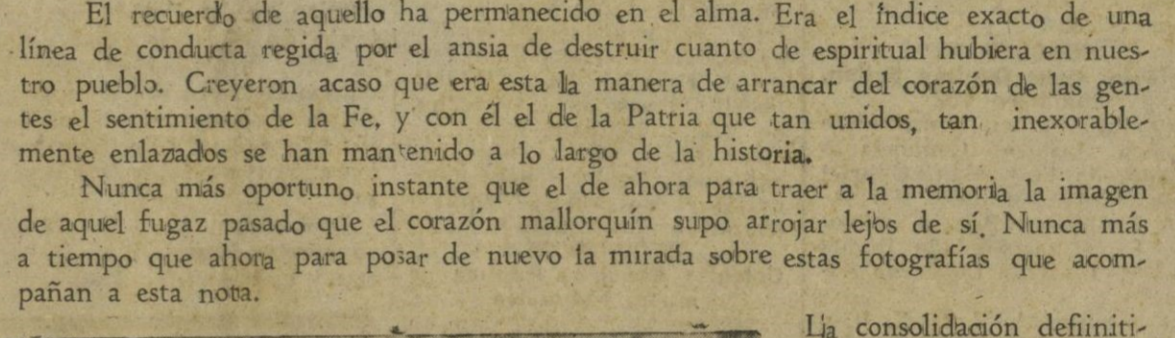 El recuerdo de aquello ha permanecido en el alma. Era el índice exacto de una
línea de conducta regida por el ansia de destruir cuanto de espiritual hubiera en nues-
tro pueblo. Creyeron acaso que era esta la manera de arrancar del corazón de las gen-
tes el sentimiento de la Fe, y con él el de la Patria que tan unidos, tan inexorable-
mente enlazados se han mantenido a lo largo de la historia.
Nunca más oportuno instante que el de ahora para traer a la memoria la imagen
de aquel fugaz pasado que el corazón mallorquín supo arrojar lejos de sí. Nunca más
a tiempo que ahora para posar de nuevo la mirada sobre estas fotografías que acom-
pañan a esta nota.
La consolidación defiiniti-